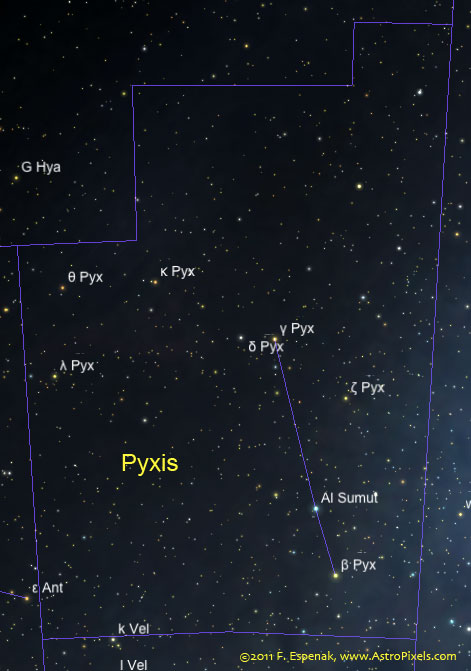 G Hya
θ Pyx
κ Pyx
γ Pyx
δ Pyx
λ Pyx
ζ Pyx
Pyxis
Al Sumut
β Pyx
ε Ant
k Vel
l Vel
©2011 F. Espenak, www.AstroPixels.com